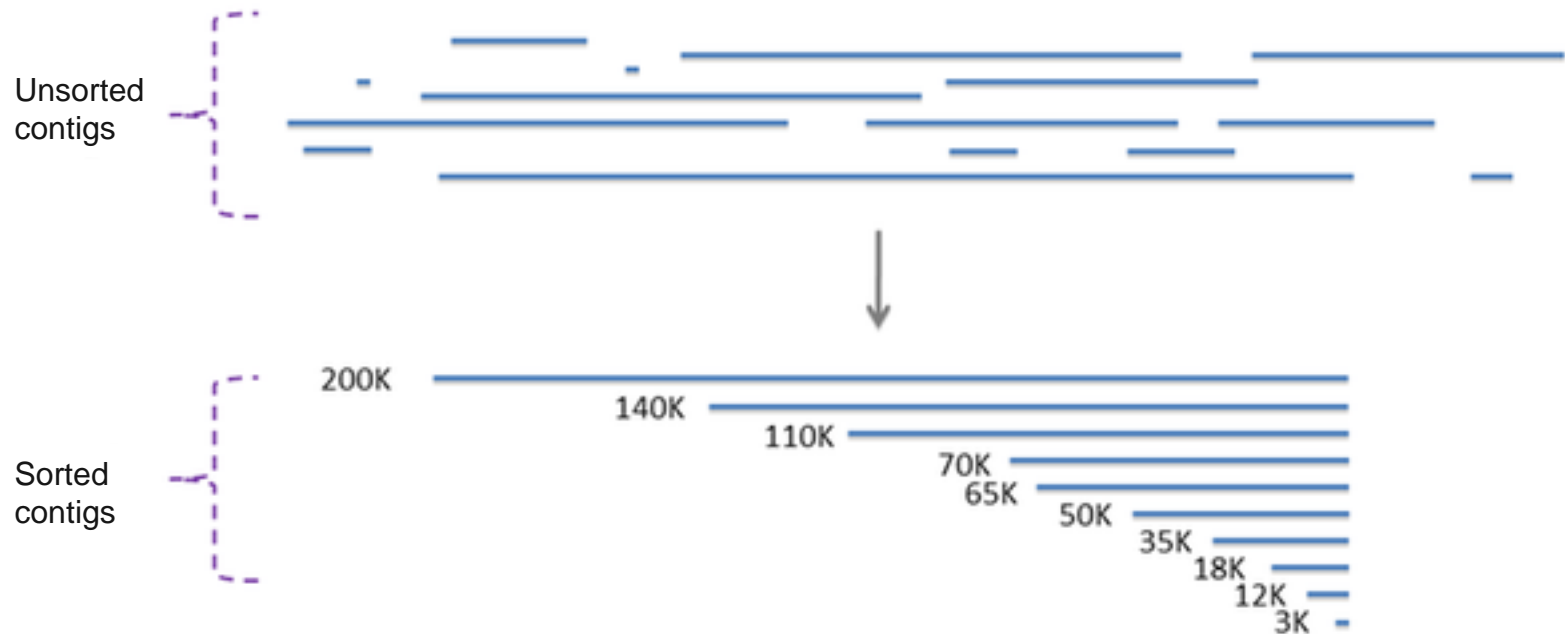 Unsorted
contigs
200K
140K
110K
70K
65K
50K
35K
18K
12K
3K
Sorted
contigs